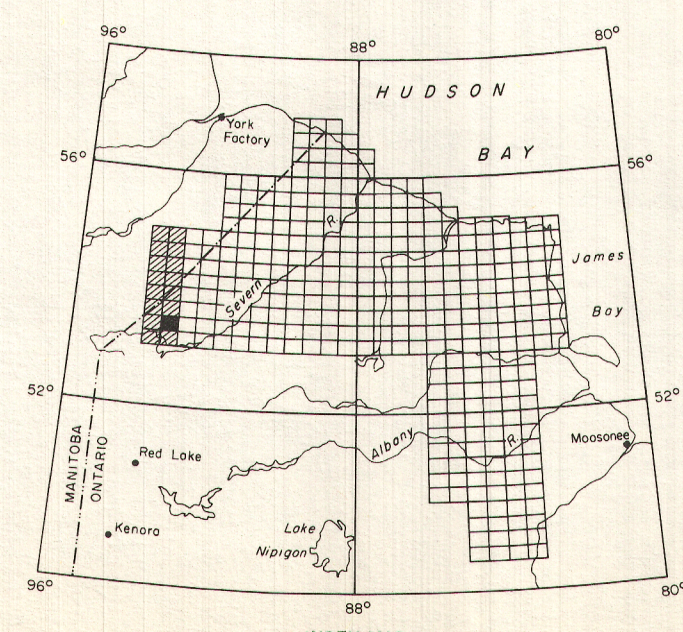 96°
88°
80°
HUDSON
BAY
York
Factory
56°
56°
R.
Severn
James
Bay
52°
52°
MANITOBA
ONTARIO
Red Lake
Albany
R.
Moosonee
Kenora
Lake
Nipigon
96°
88°
80°